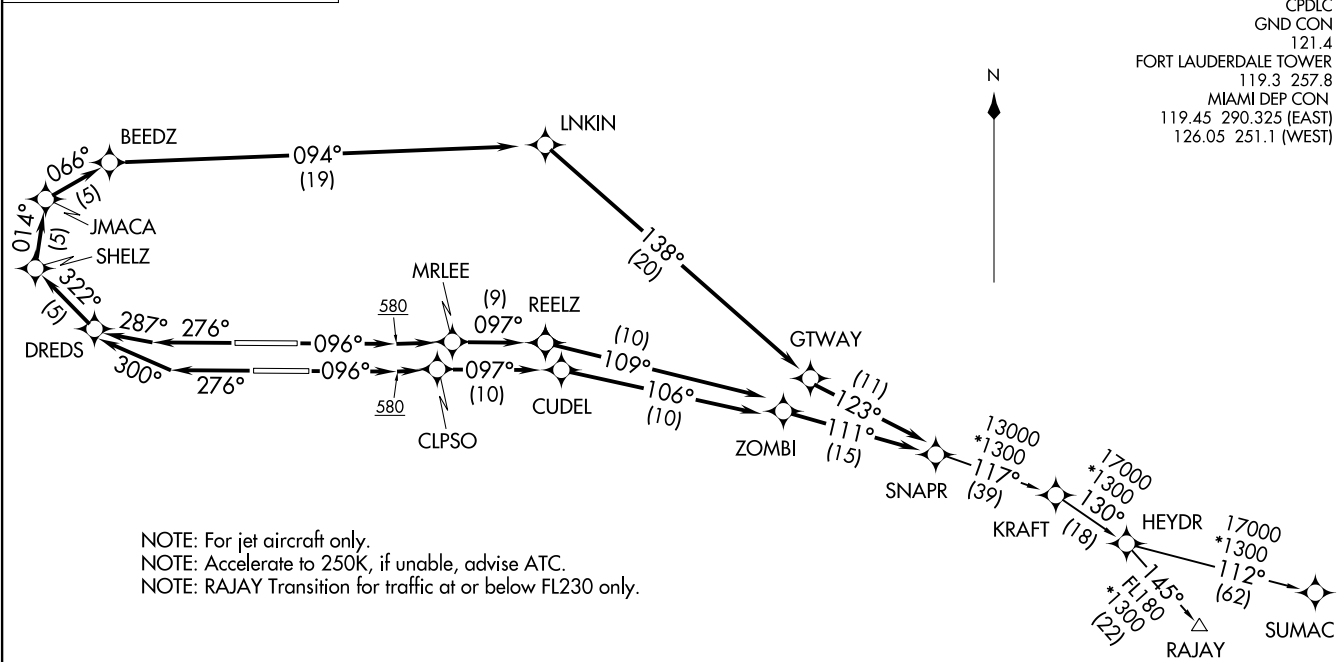 CPDLC
GND CON
121.4
FORT LAUDERDALE TOWER
119.3 257.8
MIAMI DEP CON
119.45 290.325 (EAST)
126.05 251.1 (WEST)
N
BEEDZ
LNKIN
066°
(5)
094°
(19)
JMACA
014°
(5)
SHELZ
322°
(5)
138°
(20)
MRLEE
580
(9)
097°
REELZ
(10)
109°
GTWAY
(11)
123°
DREDS
287°
276°
096°
300°
276°
096°
580
097°
(10)
CLPSO
CUDEL
106°
(10)
ZOMBI
111°
(15)
SNAPR
13000
*1300
117°
(39)
KRAFT
17000
*1300
130°
(18)
HEYDR
17000
*1300
112°
(62)
SUMAC
145°
FL180
*1300
(22)
RAJAY
NOTE: For jet aircraft only.
NOTE: Accelerate to 250K, if unable, advise ATC.
NOTE: RAJAY Transition for traffic at or below FL230 only.